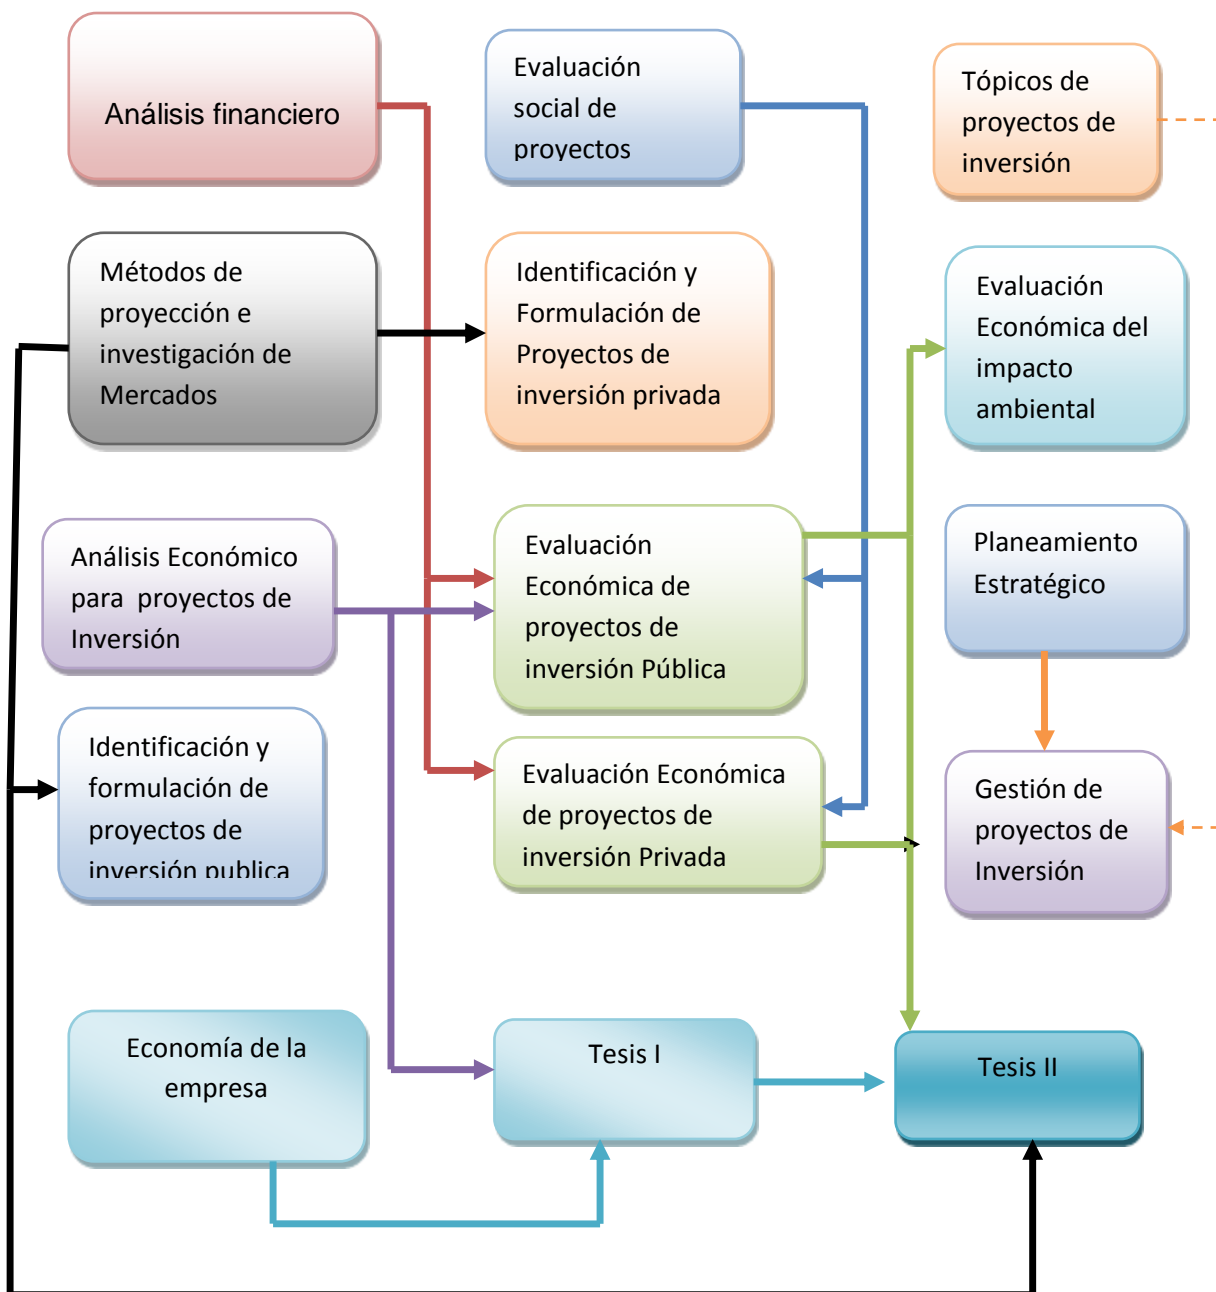 Análisis financiero
Evaluación
social de
proyectos
Tópicos de
proyectos de
inversión
Métodos de
proyección e
investigación de
Mercados
Identificación y
Formulación de
Proyectos de
inversión privada
Evaluación
Económica del
impacto
ambiental
Análisis Económico
para proyectos de
Inversión
Evaluación
Económica de
proyectos de
inversión Pública
Planeamiento
Estratégico
Identificación y
formulación de
proyectos de
inversión publica
Evaluación Económica
de proyectos de
inversión Privada
Gestión de
proyectos de
Inversión
Economía de la
empresa
Tesis I
Tesis II